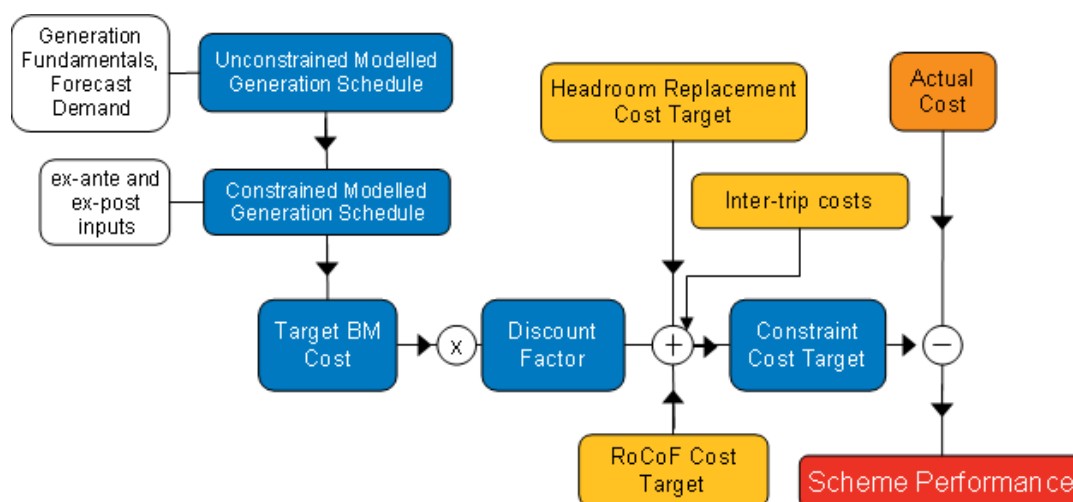 Generation
Fundamentals,
Forecast
Demand
Unconstrained Modelled
Generation Schedule
Headroom Replacement
Cost Target
Actual
Cost
ex-ante and
ex-post
inputs
Constrained Modelled
Generation Schedule
Inter-trip costs
Target BM
Cost
x
Discount
Factor
+
Constraint
Cost Target
−
RoCoF Cost
Target
Scheme Performance